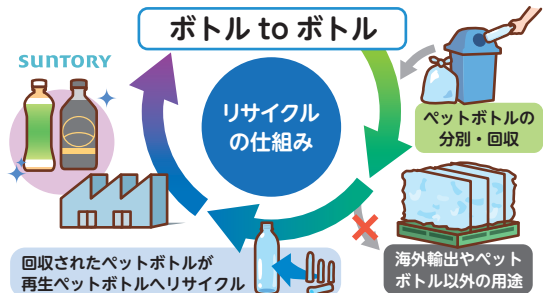 ボトル to ボトル
SUNTORY
リサイクル
の仕組み
ペットボトルの
分別・回収
海外輸出やペット
ボトル以外の用途
回収されたペットボトルが
再生ペットボトルへリサイクル